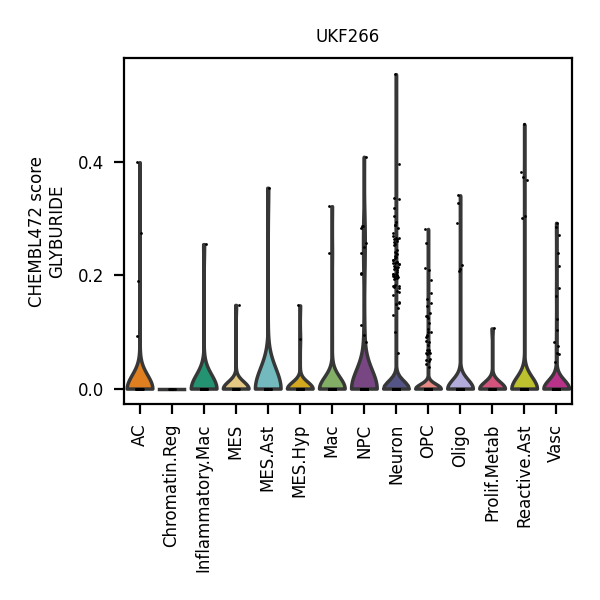 UKF266
CHEMBL472 score
GLYBURIDE
0.4
0.2
0.0
AC
Chromatin.Reg
Inflammatory.Mac
MES
MES.Ast
MES.Hyp
Mac
NPC
Neuron
OPC
Oligo
Prolif.Metab
Reactive.Ast
Vasc